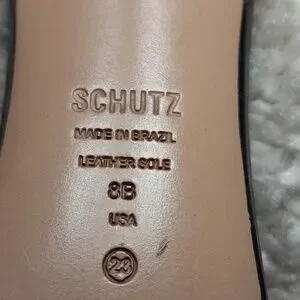 SCHUTZ
MADE IN BRAZIL
LEATHER SOLE
8B
USA
23